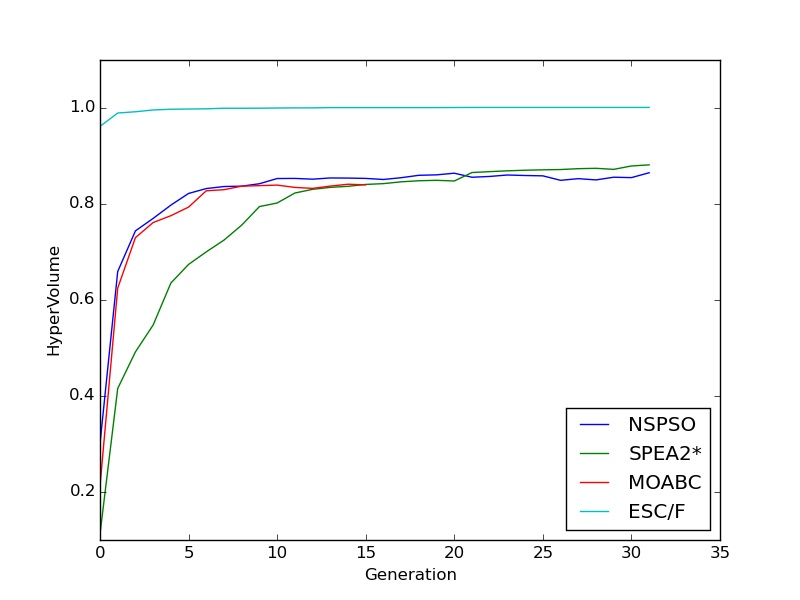 1.0
0.8
0.6
0.4
0.2
HyperVolume
0 5 10 15 20 25 30 35
Generation
NSPSO
SPEA2*
MOABC
ESC/F